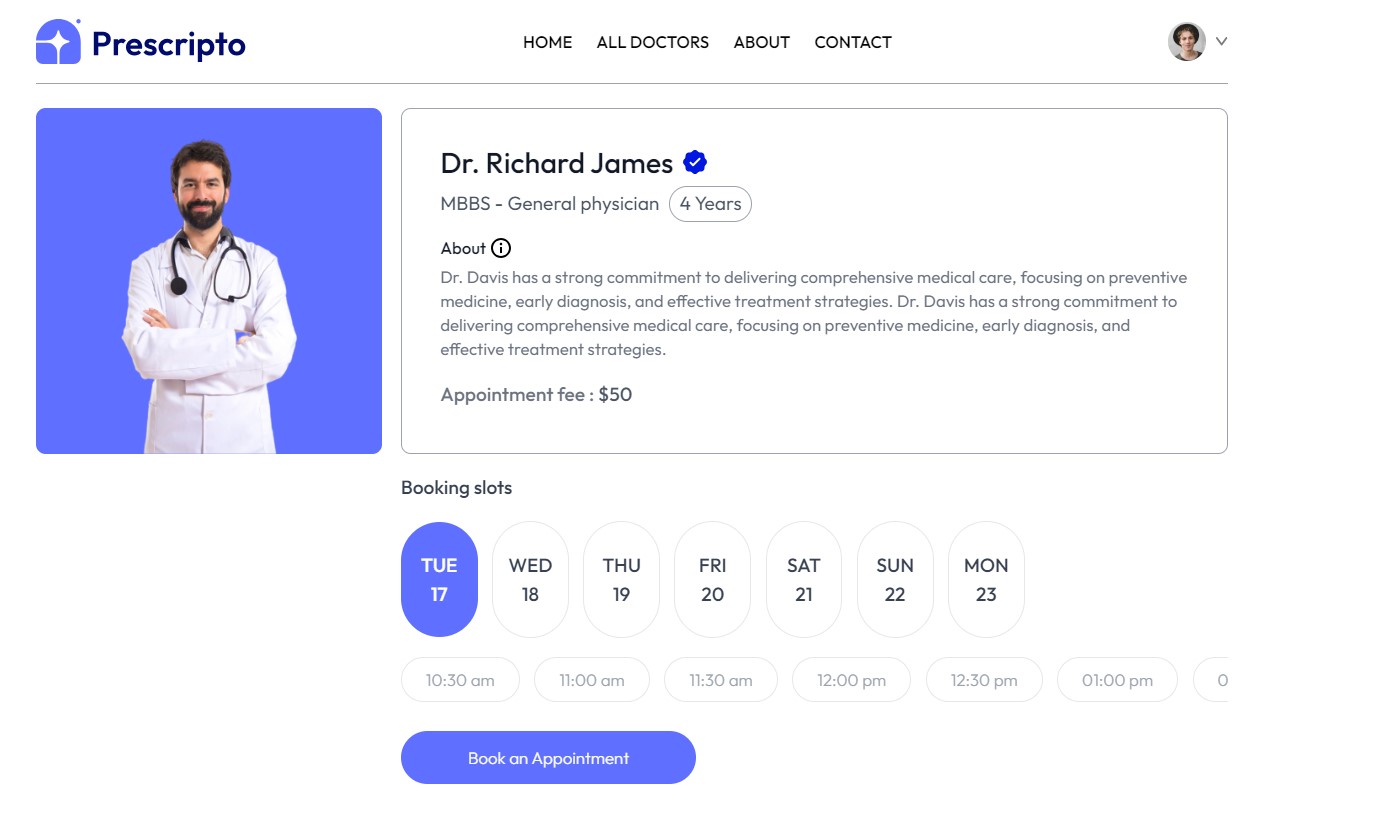 Prescripto
HOME ALL DOCTORS ABOUT CONTACT
Dr. Richard James
MBBS - General physician 4 Years
About
Dr. Davis has a strong commitment to delivering comprehensive medical care, focusing on preventive
medicine, early diagnosis, and effective treatment strategies. Dr. Davis has a strong commitment to
delivering comprehensive medical care, focusing on preventive medicine, early diagnosis, and
effective treatment strategies.
Appointment fee : $50
Booking slots
TUE WED THU FRI SAT SUN MON
17 18 19 20 21 22 23
10:30 am 11:00 am 11:30 am 12:00 pm 12:30 pm 01:00 pm 0
Book an Appointment